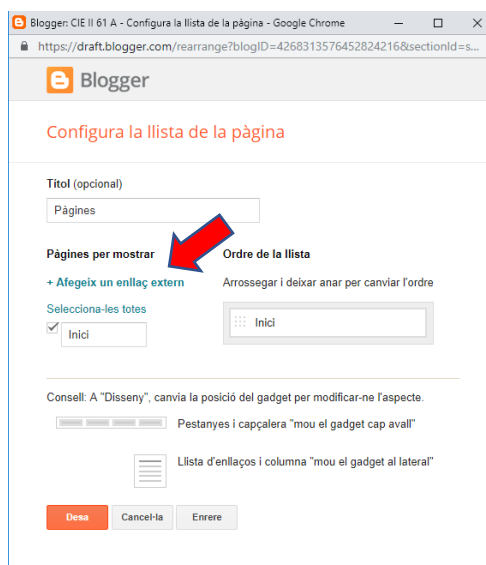 Blogger: CIE II 61 A - Configura la llista de la pàgina - Google Chrome
https://draft.blogger.com/rearrange?blogID=4268313576452824216&sectionId=s...
Blogger
Configura la llista de la pàgina
Títol (opcional)
Pàgines
Pàgines per mostrar
Ordre de la llista
+ Afegeix un enllaç extern
Arrossegar i deixar anar per canviar l'ordre
Selecciona-les totes
Inici
Inici
Consell: A "Disseny", canvia la posició del gadget per modificar-ne l'aspecte.
Pestanyes i capçalera "mou el gadget cap avall"
Llista d'enllaços i columna "mou el gadget al lateral"
Desa
Cancel·la
Enrere